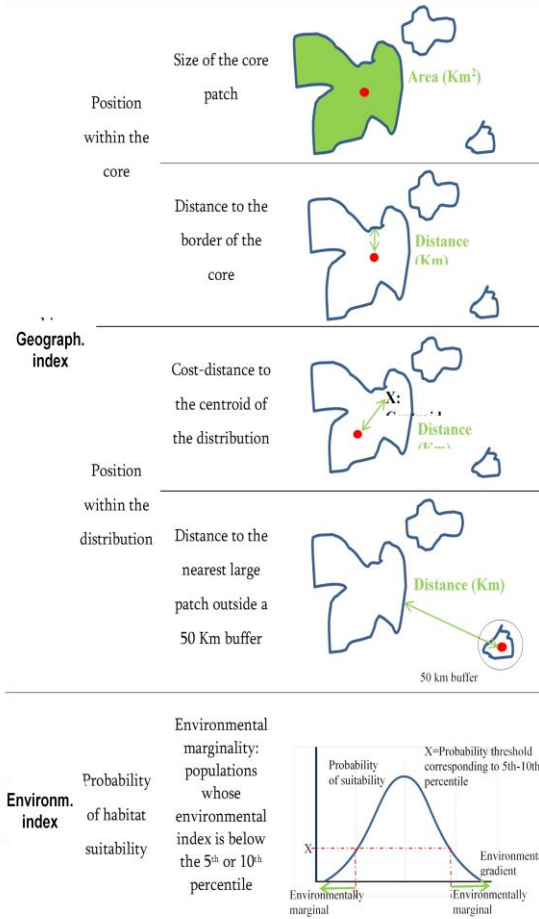 Size of the core
patch
Area (Km²)
Position
within the
core
Distance to the
border of the
core
Distance
(Km)
Geograph.
index
Cost-distance to
the centroid of
the distribution
X:
Distance
Position
within the
distribution
Distance to the
nearest large
patch outside a
50 Km buffer
Distance (Km)
50 km buffer
Environm.
index
Probability
of habitat
suitability
Environmental
marginality:
populations
whose
environmental
index is below
the 5th or 10th
percentile
Probability
of suitability
X=Probability threshold
corresponding to 5th-10th
percentile
X
Environmental
gradient
Environmentally
marginal
Environmentally
marginal